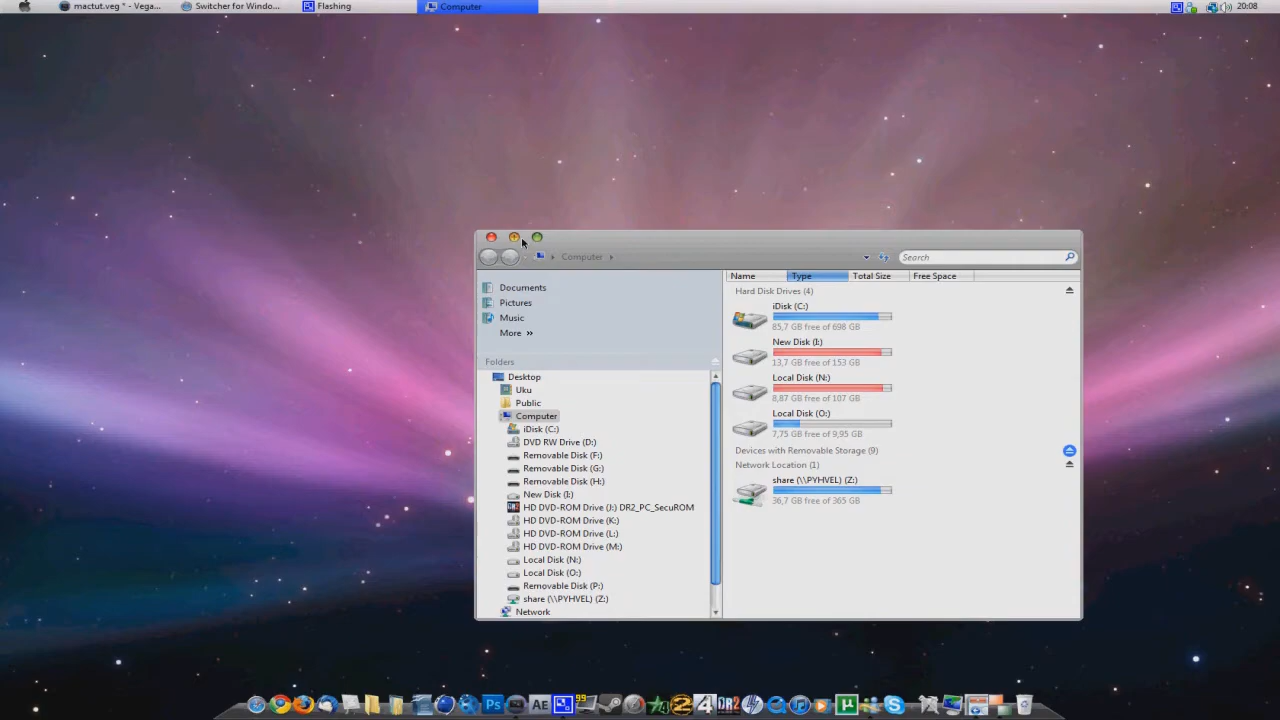 mactut.veg * - Vega...
Switcher for Windo...
Flashing
Computer
20:08
Computer
Search
Documents
Pictures
Music
More »
Folders
Desktop
Uku
Public
Computer
iDisk (C:)
DVD RW Drive (D:)
Removable Disk (F:)
Removable Disk (G:)
Removable Disk (H:)
New Disk (I:)
HD DVD-ROM Drive (J:) DR2_PC_SecuROM
HD DVD-ROM Drive (K:)
HD DVD-ROM Drive (L:)
HD DVD-ROM Drive (M:)
Local Disk (N:)
Local Disk (O:)
Removable Disk (P:)
share (\\PYHVEL) (Z:)
Network
Name Type Total Size Free Space
Hard Disk Drives (4)
iDisk (C:)
85,7 GB free of 698 GB
New Disk (I:)
13,7 GB free of 153 GB
Local Disk (N:)
8,87 GB free of 107 GB
Local Disk (O:)
7,75 GB free of 9,95 GB
Devices with Removable Storage (9)
Network Location (1)
share (\\PYHVEL) (Z:)
36,7 GB free of 365 GB
Ps AE 99 2 4 DR2 µ S